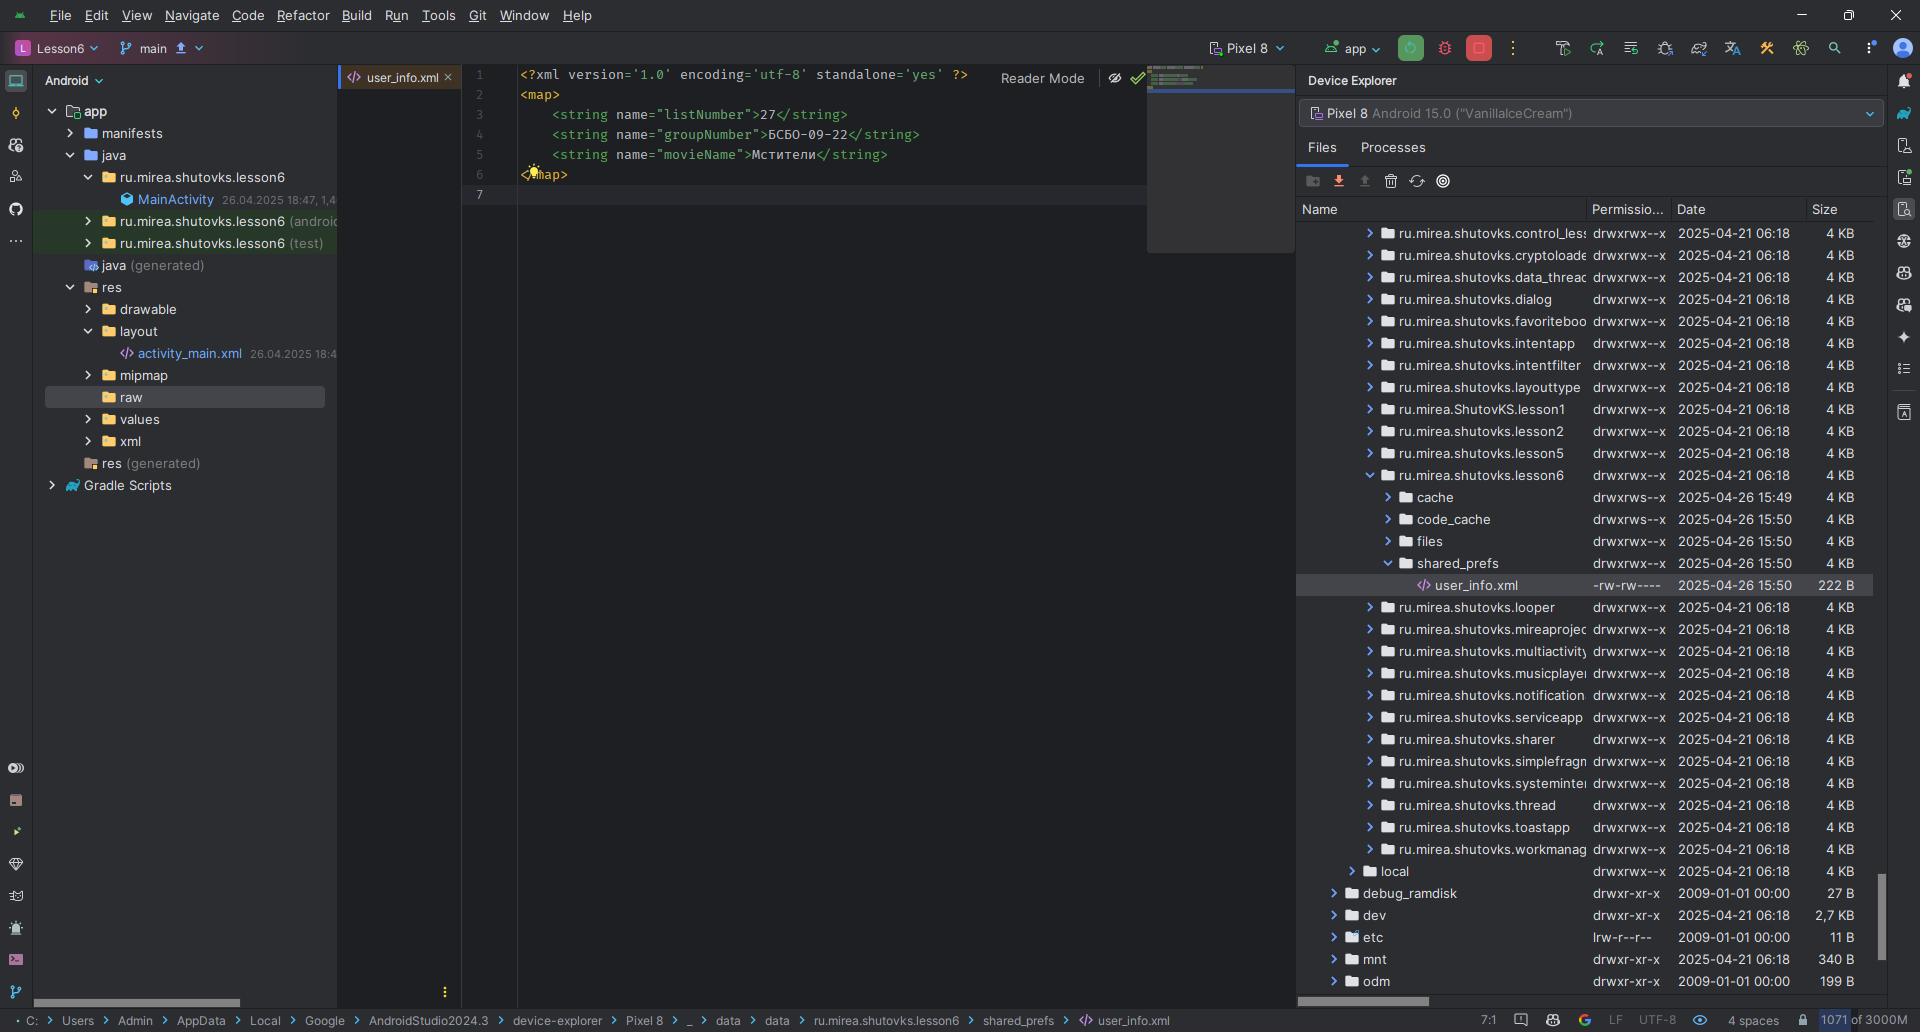 File Edit View Navigate Code Refactor Build Run Tools Git Window Help
L Lesson6 main Pixel 8 app
Android
app
manifests
java
ru.mirea.shutovks.lesson6
MainActivity 26.04.2025 18:47, 1,4
ru.mirea.shutovks.lesson6 (androic
ru.mirea.shutovks.lesson6 (test)
java (generated)
res
drawable
layout
activity_main.xml 26.04.2025 18:4
mipmap
raw
values
xml
res (generated)
Gradle Scripts
user_info.xml
Reader Mode
1 <?xml version='1.0' encoding='utf-8' standalone='yes' ?>
2 <map>
3 <string name="listNumber">27</string>
4 <string name="groupNumber">БСБО-09-22</string>
5 <string name="movieName">Мстители</string>
6 </map>
7
Device Explorer
Pixel 8 Android 15.0 ("VanillaIceCream")
Files Processes
Name Permissio... Date Size
ru.mirea.shutovks.control_less drwxrwx--x 2025-04-21 06:18 4 KB
ru.mirea.shutovks.cryptoloade drwxrwx--x 2025-04-21 06:18 4 KB
ru.mirea.shutovks.data_threac drwxrwx--x 2025-04-21 06:18 4 KB
ru.mirea.shutovks.dialog drwxrwx--x 2025-04-21 06:18 4 KB
ru.mirea.shutovks.favoriteboo drwxrwx--x 2025-04-21 06:18 4 KB
ru.mirea.shutovks.intentapp drwxrwx--x 2025-04-21 06:18 4 KB
ru.mirea.shutovks.intentfilter drwxrwx--x 2025-04-21 06:18 4 KB
ru.mirea.shutovks.layouttype drwxrwx--x 2025-04-21 06:18 4 KB
ru.mirea.ShutovKS.lesson1 drwxrwx--x 2025-04-21 06:18 4 KB
ru.mirea.shutovks.lesson2 drwxrwx--x 2025-04-21 06:18 4 KB
ru.mirea.shutovks.lesson5 drwxrwx--x 2025-04-21 06:18 4 KB
ru.mirea.shutovks.lesson6 drwxrwx--x 2025-04-21 06:18 4 KB
cache drwxrws--x 2025-04-26 15:49 4 KB
code_cache drwxrws--x 2025-04-26 15:50 4 KB
files drwxrwx--x 2025-04-26 15:50 4 KB
shared_prefs drwxrwx--x 2025-04-26 15:50 4 KB
user_info.xml -rw-rw---- 2025-04-26 15:50 222 B
ru.mirea.shutovks.looper drwxrwx--x 2025-04-21 06:18 4 KB
ru.mirea.shutovks.mireaprojec drwxrwx--x 2025-04-21 06:18 4 KB
ru.mirea.shutovks.multiactivity drwxrwx--x 2025-04-21 06:18 4 KB
ru.mirea.shutovks.musicplayer drwxrwx--x 2025-04-21 06:18 4 KB
ru.mirea.shutovks.notification drwxrwx--x 2025-04-21 06:18 4 KB
ru.mirea.shutovks.serviceapp drwxrwx--x 2025-04-21 06:18 4 KB
ru.mirea.shutovks.sharer drwxrwx--x 2025-04-21 06:18 4 KB
ru.mirea.shutovks.simplefragn drwxrwx--x 2025-04-21 06:18 4 KB
ru.mirea.shutovks.systeminter drwxrwx--x 2025-04-21 06:18 4 KB
ru.mirea.shutovks.thread drwxrwx--x 2025-04-21 06:18 4 KB
ru.mirea.shutovks.toastapp drwxrwx--x 2025-04-21 06:18 4 KB
ru.mirea.shutovks.workmanag drwxrwx--x 2025-04-21 06:18 4 KB
local drwxrwx--x 2025-04-21 06:18 4 KB
debug_ramdisk drwxr-xr-x 2009-01-01 00:00 27 B
dev drwxr-xr-x 2025-04-21 06:18 2,7 KB
etc lrw-r--r-- 2009-01-01 00:00 11 B
mnt drwxr-xr-x 2025-04-21 06:18 340 B
odm drwxr-xr-x 2009-01-01 00:00 199 B
C: Users Admin AppData Local Google AndroidStudio2024.3 device-explorer Pixel 8 _ data data ru.mirea.shutovks.lesson6 shared_prefs user_info.xml 7:1 LF UTF-8 4 spaces 1071 of 3000M